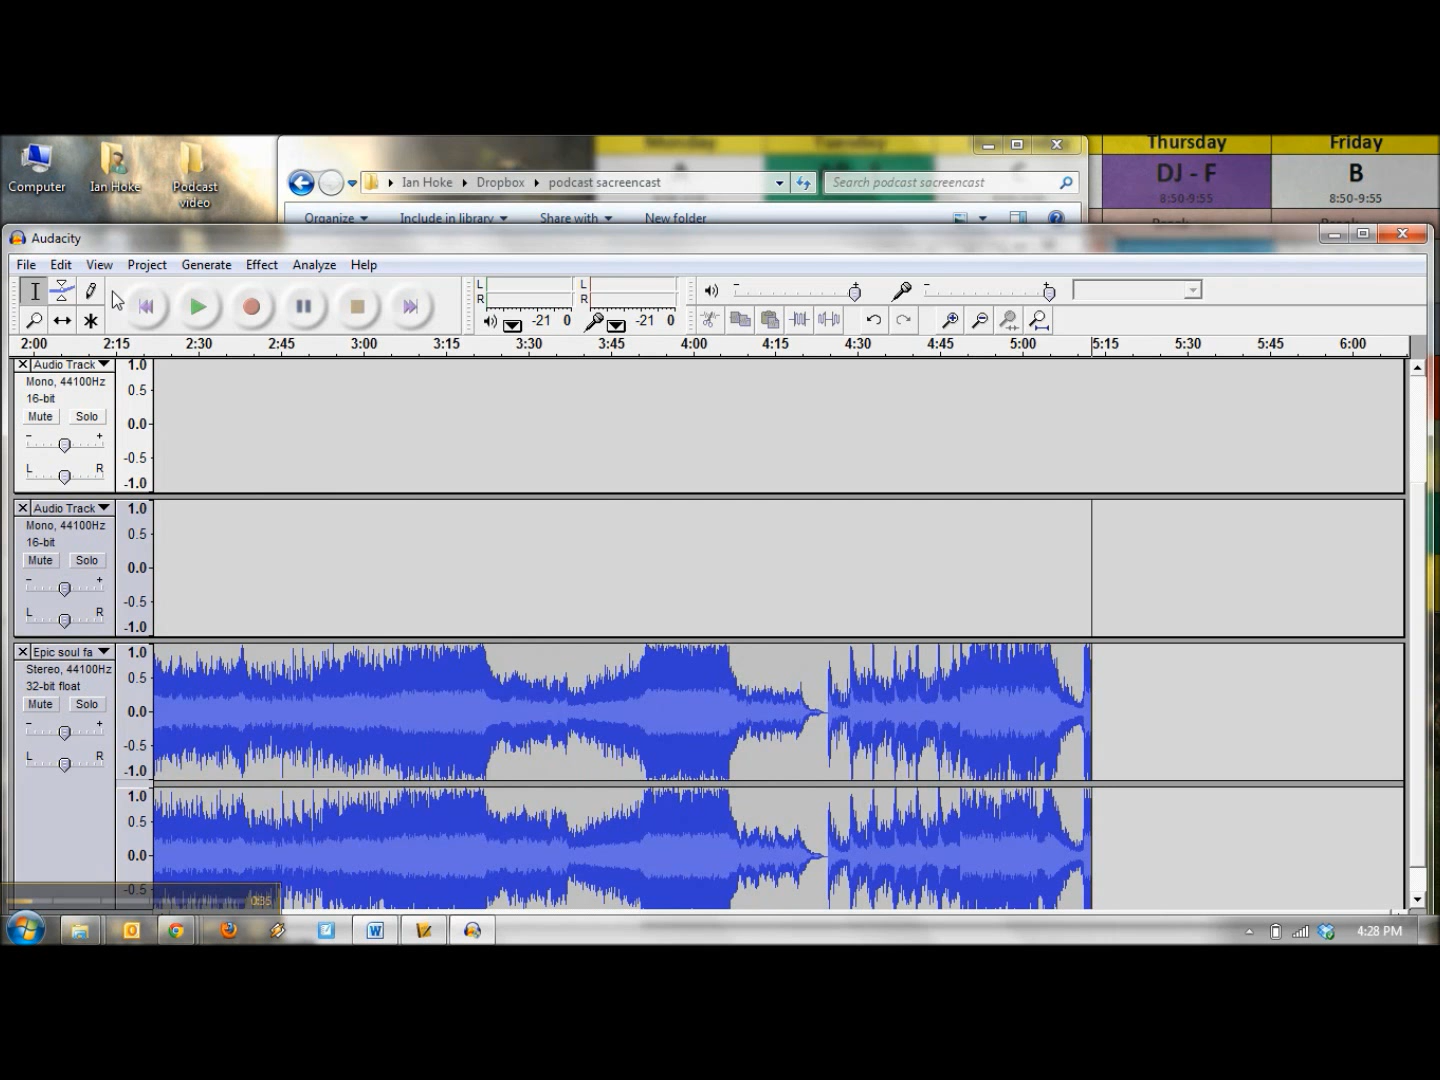 Monday
Thursday
Friday
DJ - F
B
C
8:50-9:55
8:50-9:55
Computer
Ian Hoke
Podcast
video
Ian Hoke
Dropbox
podcast sacreencast
Search podcast sacreencast
Organize
Include in library
Share with
New folder
Audacity
File Edit View Project Generate Effect Analyze Help
L
R
-21 0
L
R
-21 0
2:00 2:15 2:30 2:45 3:00 3:15 3:30 3:45 4:00 4:15 4:30 4:45 5:00 5:15 5:30 5:45 6:00
Audio Track
Mono, 44100Hz
16-bit
Mute Solo
- +
L R
1.0
0.5
0.0
-0.5
-1.0
Audio Track
Mono, 44100Hz
16-bit
Mute Solo
- +
L R
1.0
0.5
0.0
-0.5
-1.0
Epic soul fa
Stereo, 44100Hz
32-bit float
Mute Solo
- +
L R
1.0
0.5
0.0
-0.5
-1.0
1.0
0.5
0.0
-0.5
0:35
4:28 PM